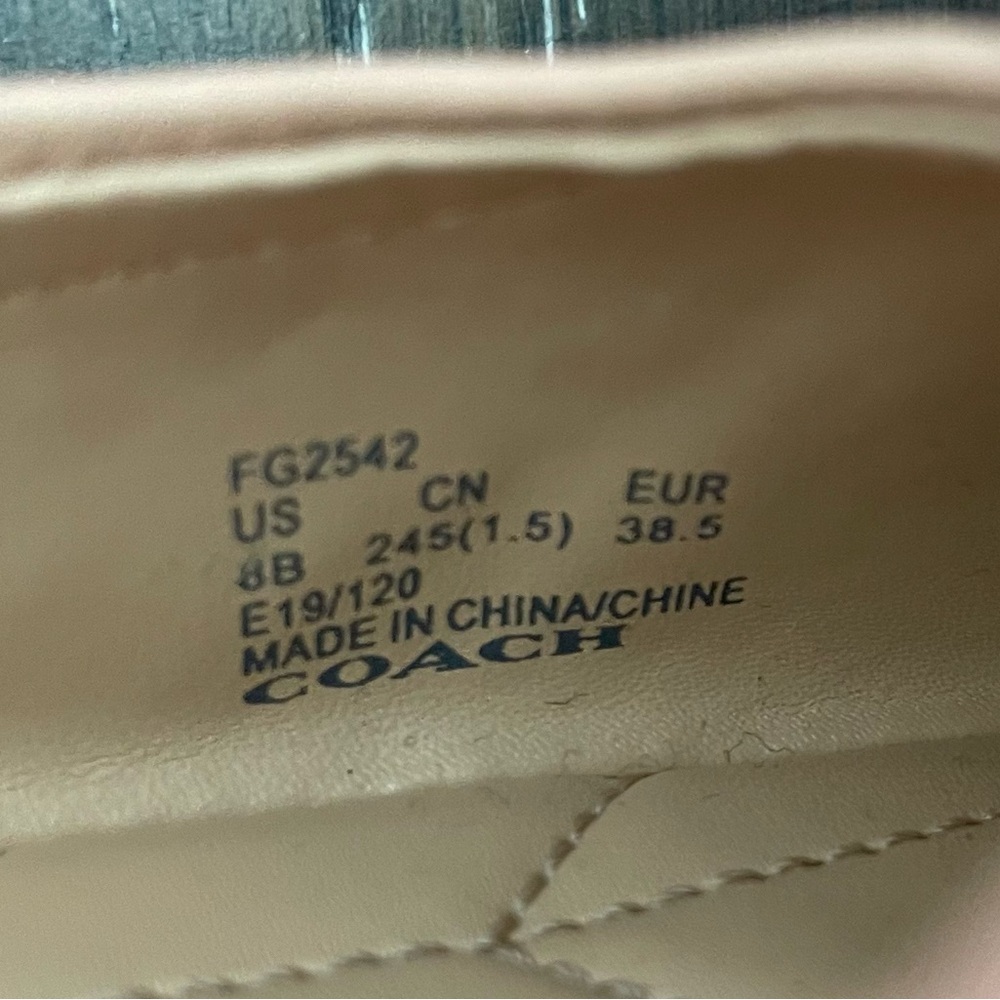 FG2542
US CN EUR
8B 245(1.5) 38.5
E19/120
MADE IN CHINA/CHINE
COACH